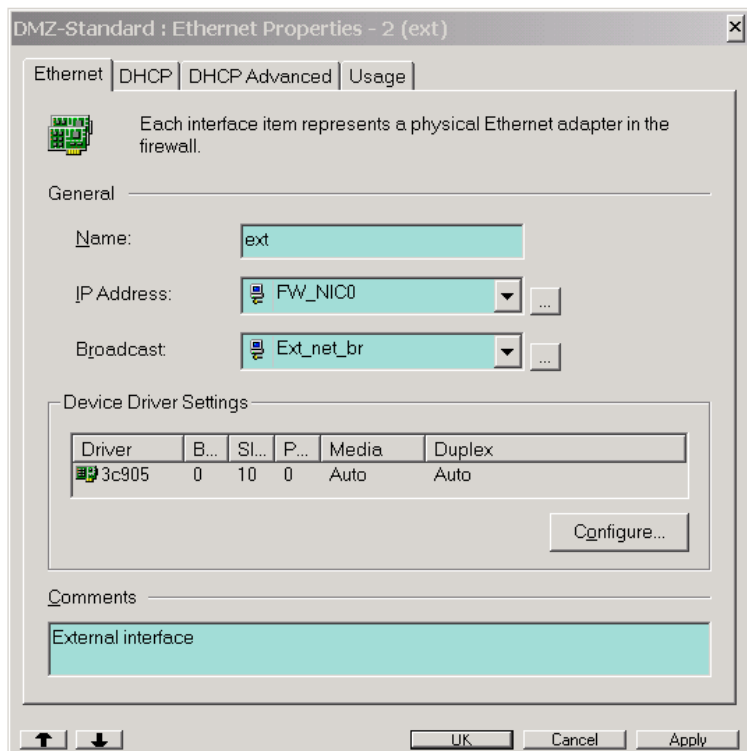 DMZ-Standard : Ethernet Properties - 2 (ext)
Ethernet DHCP DHCP Advanced Usage
Each interface item represents a physical Ethernet adapter in the
firewall.
General
Name: ext
IP Address: FW_NIC0 ...
Broadcast: Ext_net_br ...
Device Driver Settings
Driver B... Sl... P... Media Duplex
3c905 0 10 0 Auto Auto
Configure...
Comments
External interface
UK Cancel Apply